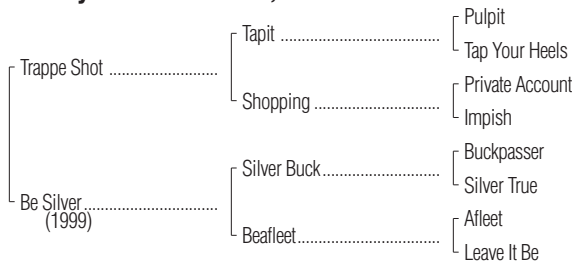 Pulpit
Tapit
Tap Your Heels
Trappe Shot
Private Account
Shopping
Impish
Buckpasser
Silver Buck
Silver True
Be Silver
(1999)
Afleet
Beafleet
Leave It Be